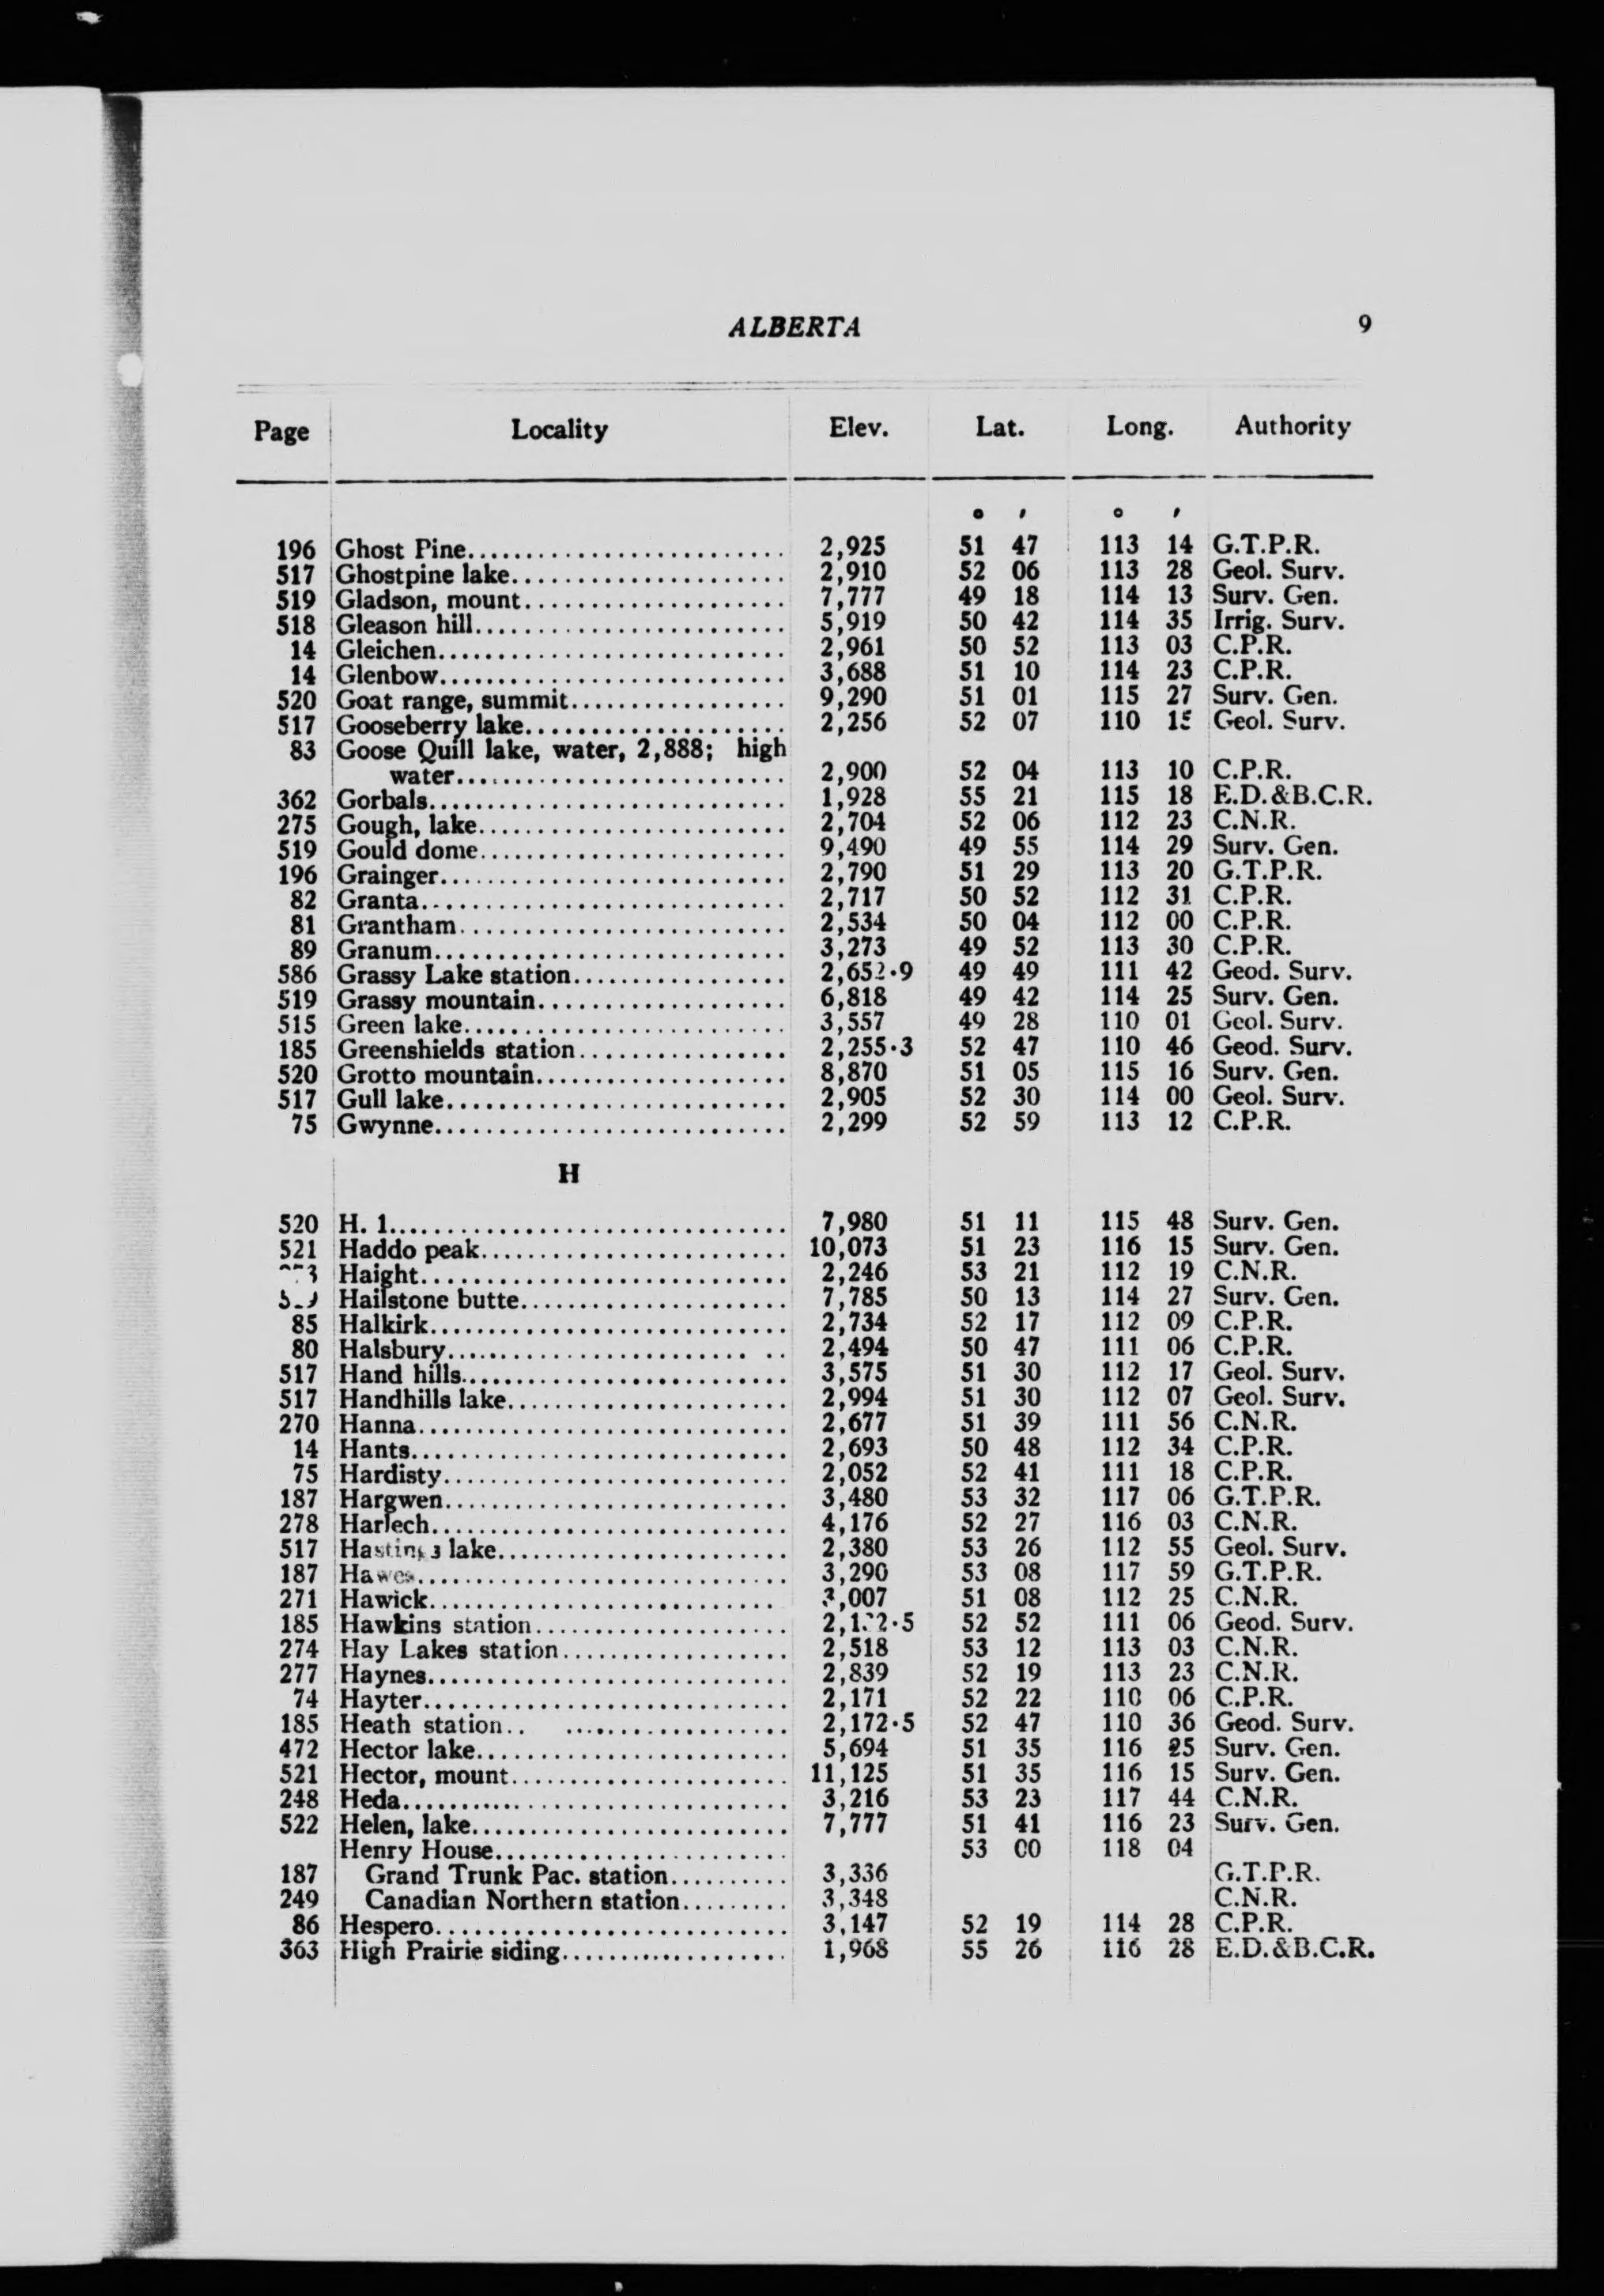 ALBERTA 9
Page Locality Elev. Lat. Long. Authority
° ′ ° ′
196 Ghost Pine 2,925 51 47 113 14 G.T.P.R.
517 Ghostpine lake 2,910 52 06 113 28 Geol. Surv.
519 Gladson, mount 7,777 49 18 114 13 Surv. Gen.
518 Gleason hill 5,919 50 42 114 35 Irrig. Surv.
14 Gleichen 2,961 50 52 113 03 C.P.R.
14 Glenbow 3,688 51 10 114 23 C.P.R.
520 Goat range, summit 9,290 51 01 115 27 Surv. Gen.
517 Gooseberry lake 2,256 52 07 110 15 Geol. Surv.
83 Goose Quill lake, water, 2,888; high
water 2,900 52 04 113 10 C.P.R.
362 Gorbals 1,928 55 21 115 18 E.D.&B.C.R.
275 Gough, lake 2,704 52 06 112 23 C.N.R.
519 Gould dome 9,490 49 55 114 29 Surv. Gen.
196 Grainger 2,790 51 29 113 20 G.T.P.R.
82 Granta 2,717 50 52 112 31 C.P.R.
81 Grantham 2,534 50 04 112 00 C.P.R.
89 Granum 3,273 49 52 113 30 C.P.R.
586 Grassy Lake station 2,652·9 49 49 111 42 Geod. Surv.
519 Grassy mountain 6,818 49 42 114 25 Surv. Gen.
515 Green lake 3,557 49 28 110 01 Geol. Surv.
185 Greenshields station 2,255·3 52 47 110 46 Geod. Surv.
520 Grotto mountain 8,870 51 05 115 16 Surv. Gen.
517 Gull lake 2,905 52 30 114 00 Geol. Surv.
75 Gwynne 2,299 52 59 113 12 C.P.R.
H
520 H. 1 7,980 51 11 115 48 Surv. Gen.
521 Haddo peak 10,073 51 23 116 15 Surv. Gen.
Haight 2,246 53 21 112 19 C.N.R.
Hailstone butte 7,785 50 13 114 27 Surv. Gen.
85 Halkirk 2,734 52 17 112 09 C.P.R.
80 Halsbury 2,494 50 47 111 06 C.P.R.
517 Hand hills 3,575 51 30 112 17 Geol. Surv.
517 Handhills lake 2,994 51 30 112 07 Geol. Surv.
270 Hanna 2,677 51 39 111 56 C.N.R.
14 Hants 2,693 50 48 112 34 C.P.R.
75 Hardisty 2,052 52 41 111 18 C.P.R.
187 Hargwen 3,480 53 32 117 06 G.T.P.R.
278 Harlech 4,176 52 27 116 03 C.N.R.
517 Hastings lake 2,380 53 26 112 55 Geol. Surv.
187 Hawes 3,290 53 08 117 59 G.T.P.R.
271 Hawick 3,007 51 08 112 25 C.N.R.
185 Hawkins station 52 52 111 06 Geod. Surv.
274 Hay Lakes station 2,518 53 12 113 03 C.N.R.
277 Haynes 2,839 52 19 113 23 C.N.R.
74 Hayter 2,171 52 22 110 06 C.P.R.
185 Heath station 2,172·5 52 47 110 36 Geod. Surv.
472 Hector lake 5,694 51 35 116 25 Surv. Gen.
521 Hector, mount 11,125 51 35 116 15 Surv. Gen.
248 Heda 3,216 53 23 117 44 C.N.R.
522 Helen, lake 7,777 51 41 116 23 Surv. Gen.
Henry House 53 00 118 04
187 Grand Trunk Pac. station 3,336 G.T.P.R.
249 Canadian Northern station 3,348 C.N.R.
86 Hespero 3,147 52 19 114 28 C.P.R.
363 High Prairie siding 1,968 55 26 116 28 E.D.&B.C.R.